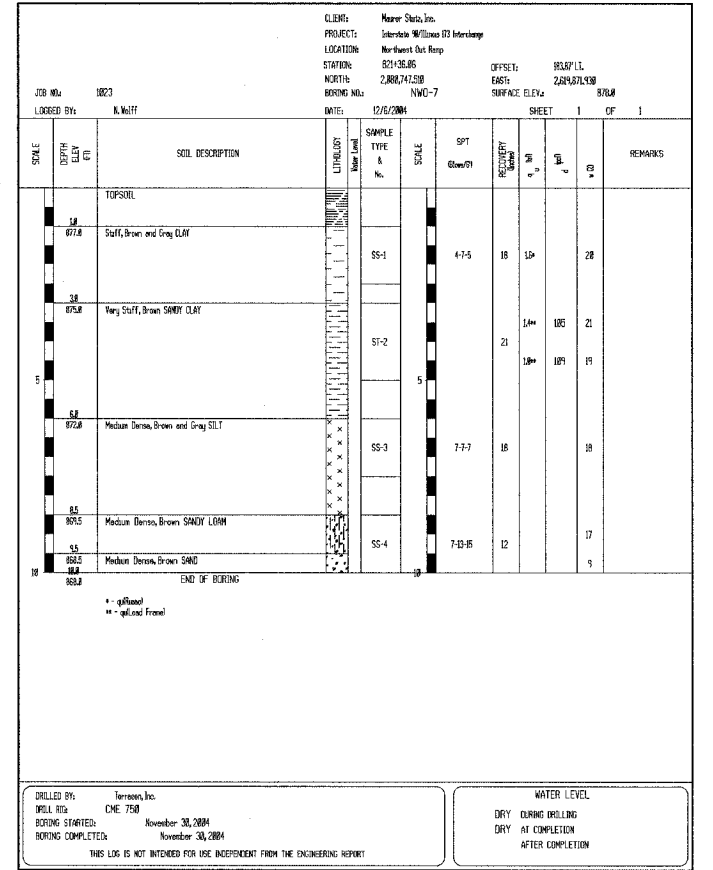 CLIENT: Maurer Stutz, Inc.
PROJECT: Interstate 90/Illinois 173 Interchange
LOCATION: Northwest Out Ramp
STATION: 821+36.06 OFFSET: 183.87' LT.
NORTH: 2,080,747.510 EAST: 2,619,871.930
JOB NO.: 1023 BORING NO.: NWO-7 SURFACE ELEV.: 878.0
LOGGED BY: N. Wolff DATE: 12/6/2004 SHEET 1 OF 1
SCALE DEPTH ELEV (FT) SOIL DESCRIPTION LITHOLOGY Water Level SAMPLE TYPE & No. SCALE SPT (Blows/6") RECOVERY (inches) q u (tsf) d (pcf) w (%) REMARKS
TOPSOIL
1.0
877.0 Stiff, Brown and Gray CLAY
SS-1 4-7-5 18 20
3.0
875.0 Very Stiff, Brown SANDY CLAY
1.4** 105 21
ST-2 21
1.8** 109 19
5 5
6.0
872.0 Medium Dense, Brown and Gray SILT
SS-3 7-7-7 18 18
8.5
869.5 Medium Dense, Brown SANDY LOAM
17
SS-4 7-13-15 12
9.5
868.5 Medium Dense, Brown SAND
9
10 10.0 10
868.0 END OF BORING
* - qu(Rimac)
** - qu(Load Frame)
DRILLED BY: Terracon, Inc.
DRILL RIG: CME 750
BORING STARTED: November 30, 2004
BORING COMPLETED: November 30, 2004
THIS LOG IS NOT INTENDED FOR USE INDEPENDENT FROM THE ENGINEERING REPORT
WATER LEVEL
DRY DURING DRILLING
DRY AT COMPLETION
AFTER COMPLETION